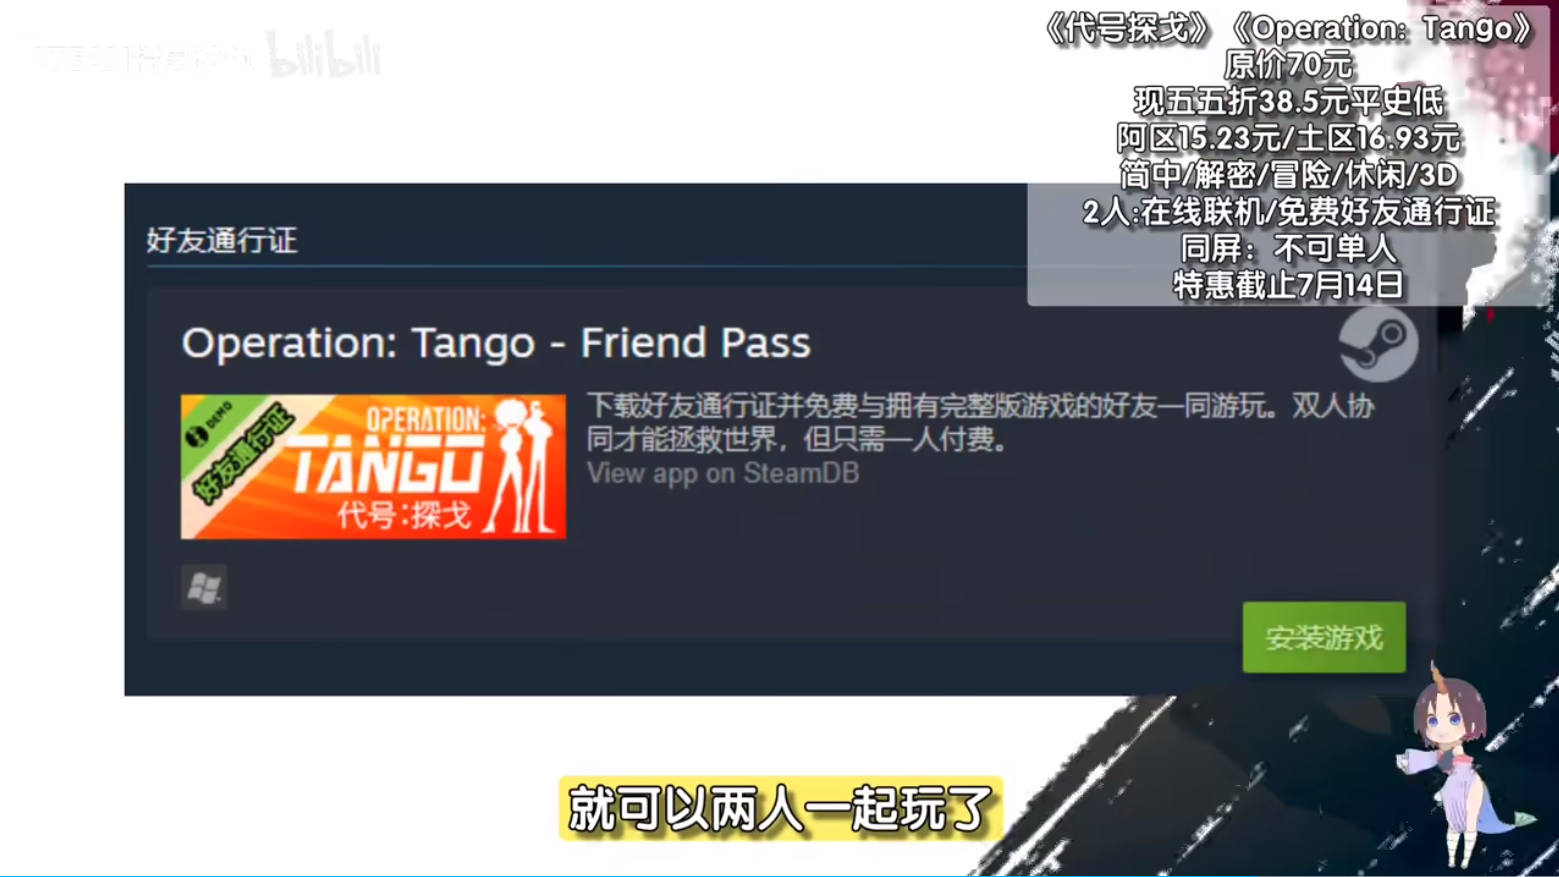 bilibili
《代号探戈》《Operation: Tango》
原价70元
现五五折38.5元平史低
阿区15.23元/土区16.93元
简中/解密/冒险/休闲/3D
2人:在线联机/免费好友通行证
同屏：不可单人
特惠截止7月14日
好友通行证
Operation: Tango - Friend Pass
DEMO
好友通行证
OPERATION:
TANGO
代号:探戈
下载好友通行证并免费与拥有完整版游戏的好友一同游玩。双人协
同才能拯救世界，但只需一人付费。
View app on SteamDB
安装游戏
就可以两人一起玩了